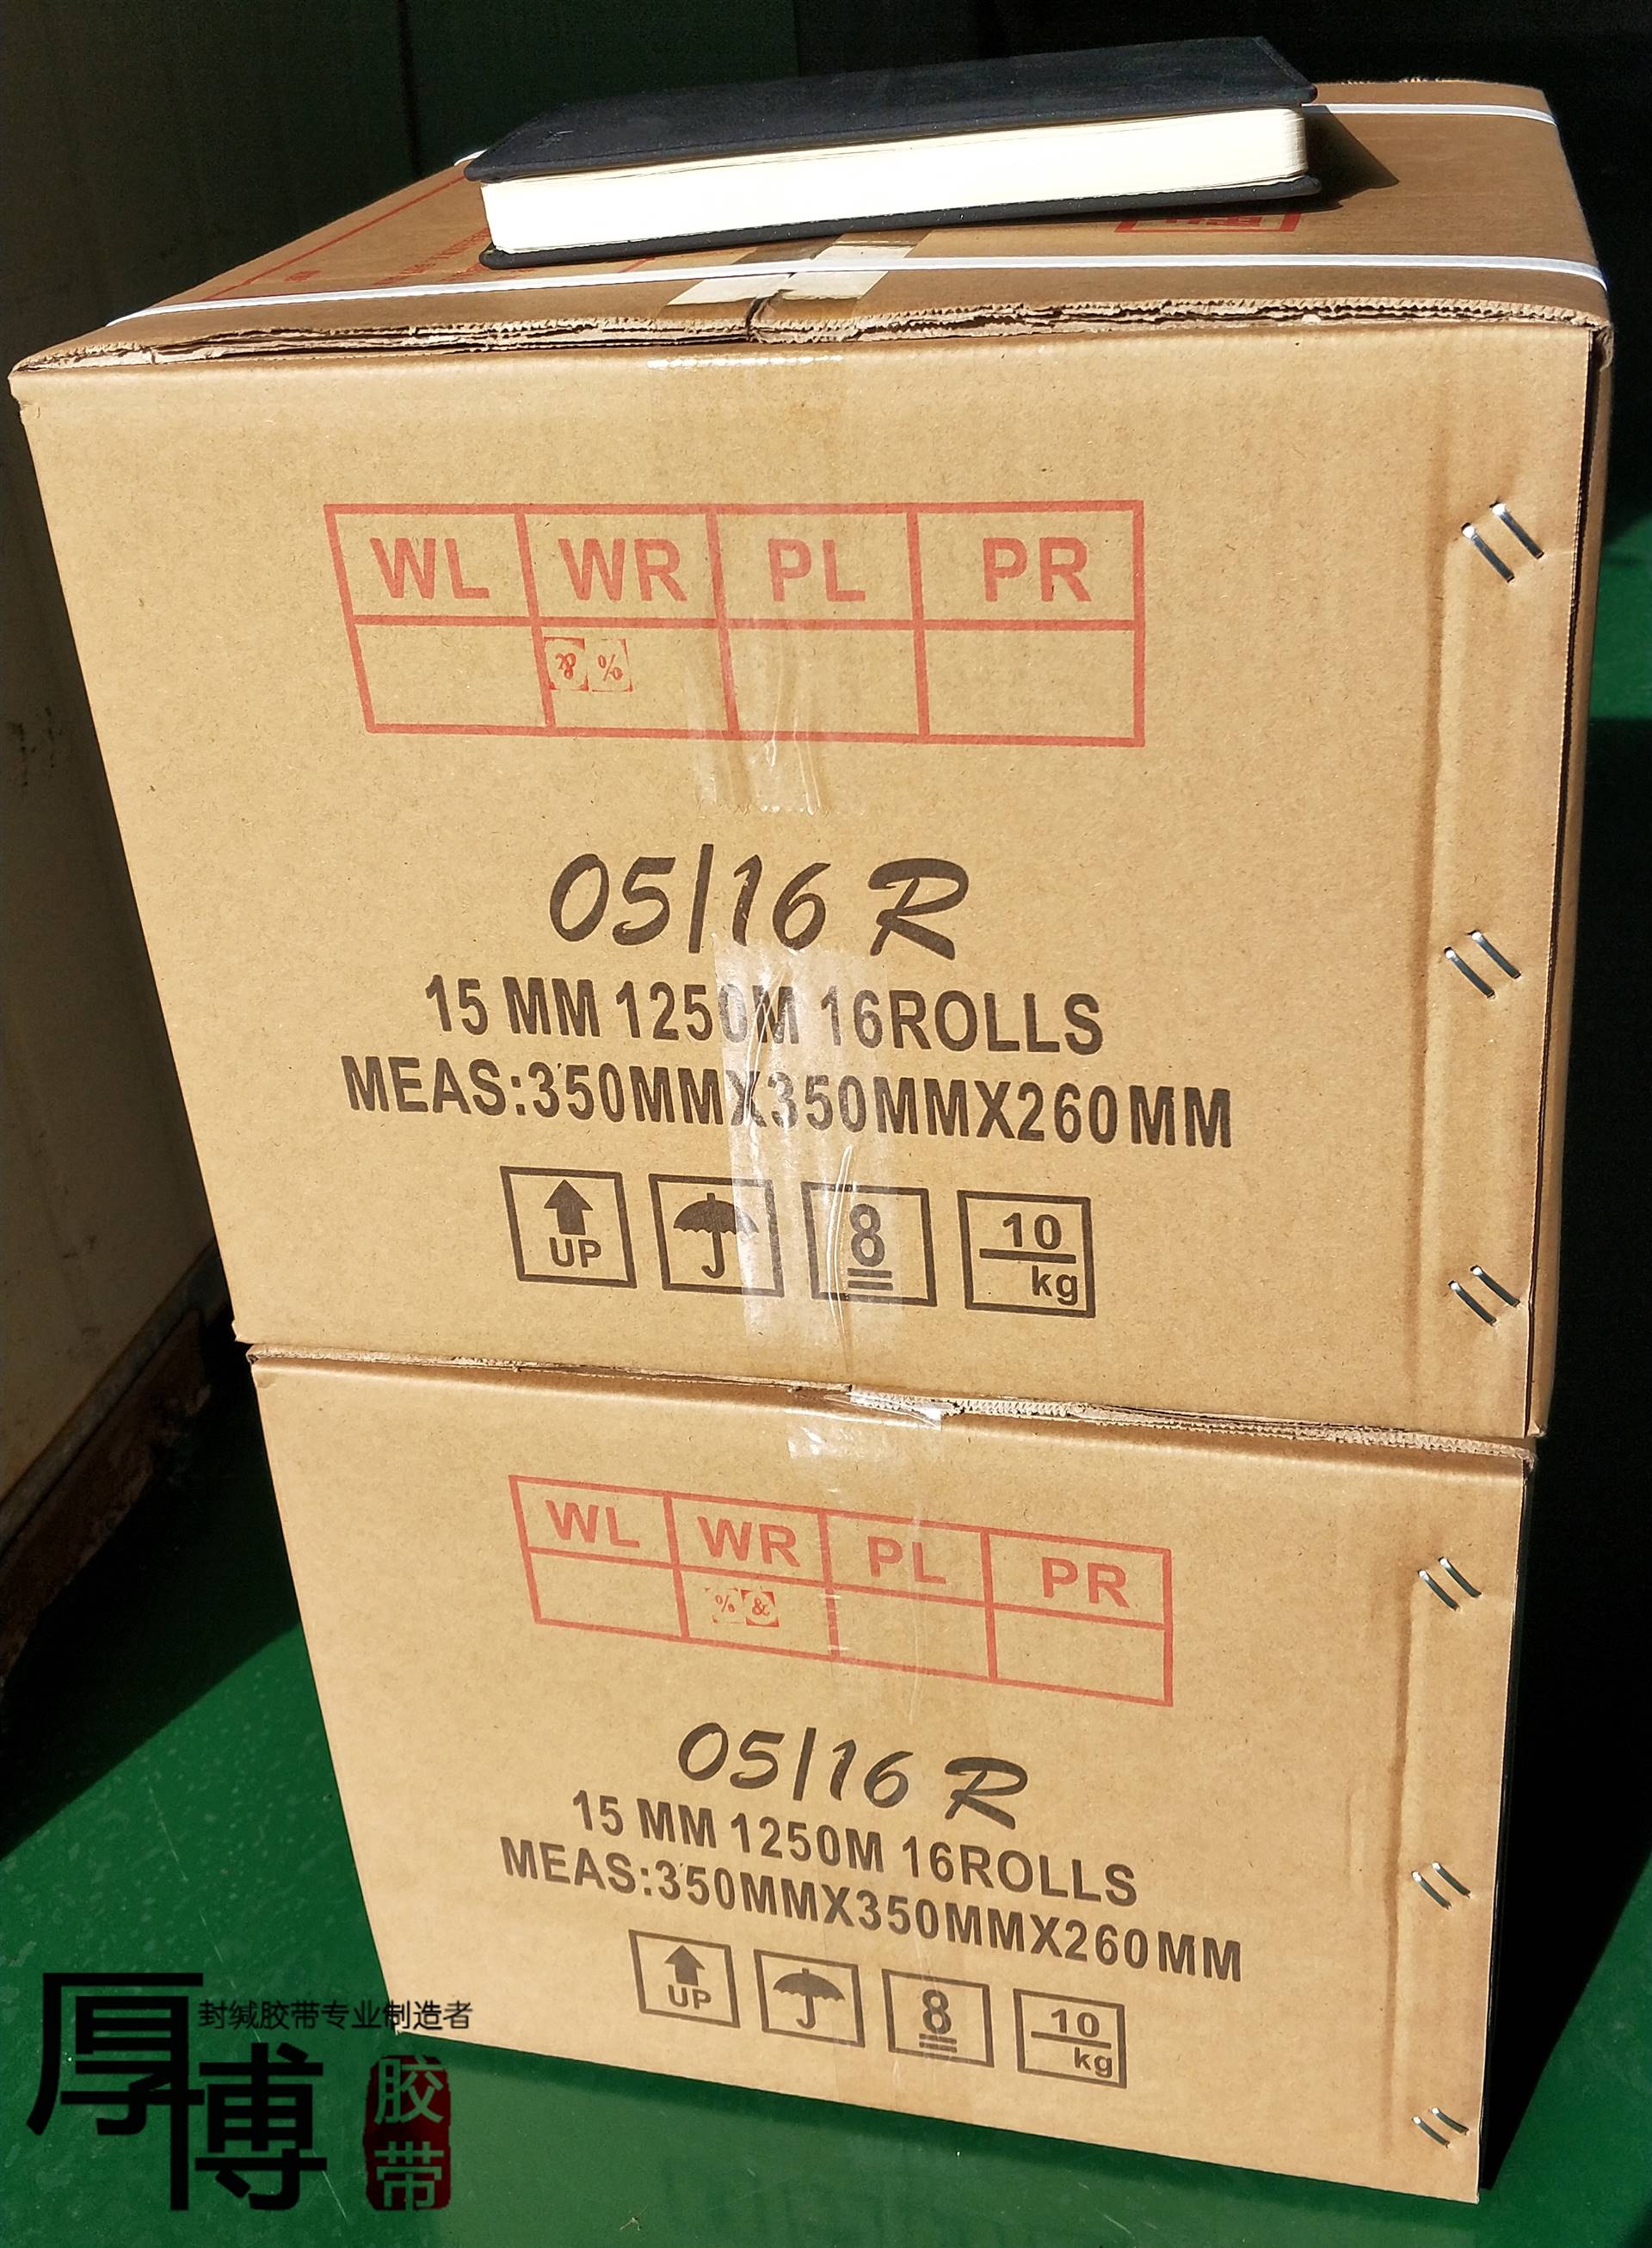 WL WR PL PR
& %
05/16 R
15 MM 1250M 16ROLLS
MEAS:350MMX350MMX260MM
UP 8 10 kg
WL WR PL PR
% &
05/16 R
15 MM 1250M 16ROLLS
MEAS:350MMX350MMX260MM
UP 8 10 kg
封缄胶带专业制造者
厚博
胶带